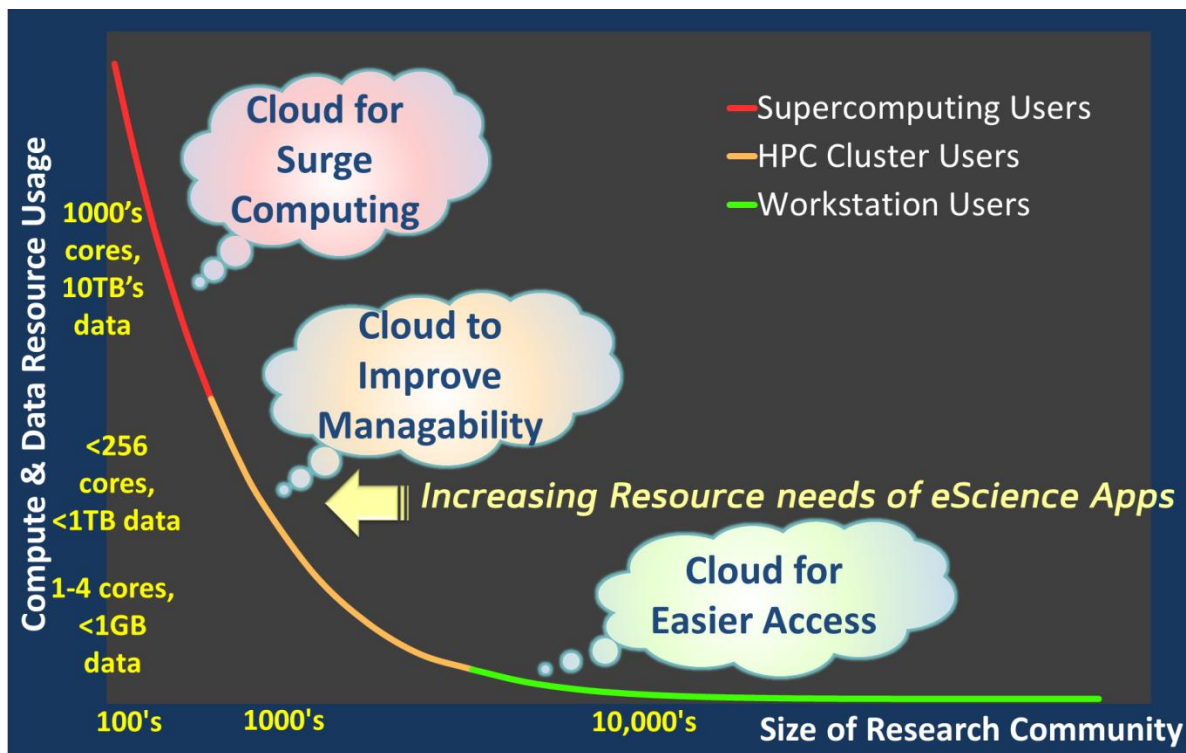 Cloud for
Surge
Computing
Supercomputing Users
HPC Cluster Users
Workstation Users
Compute & Data Resource Usage
1000's
cores,
10TB's
data
Cloud to
Improve
Managability
<256
cores,
<1TB data
Increasing Resource needs of eScience Apps
1-4 cores,
<1GB
data
Cloud for
Easier Access
100's
1000's
10,000's
Size of Research Community